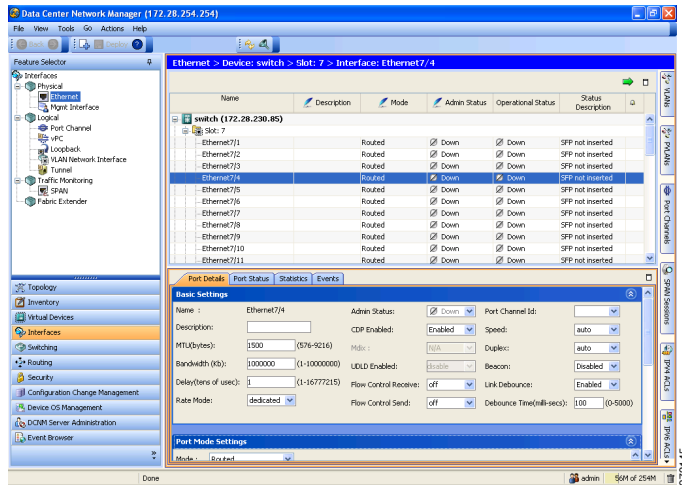 Data Center Network Manager (172.28.254.254)
File View Tools Go Actions Help
Back Deploy
Feature Selector
Interfaces
Physical
Ethernet
Mgmt Interface
Logical
Port Channel
vPC
Loopback
VLAN Network Interface
Tunnel
Traffic Monitoring
SPAN
Fabric Extender
Topology
Inventory
Virtual Devices
Interfaces
Switching
Routing
Security
Configuration Change Management
Device OS Management
DCNM Server Administration
Event Browser
Ethernet > Device: switch > Slot: 7 > Interface: Ethernet7/4
Name Description Mode Admin Status Operational Status Status Description
switch (172.28.230.85)
Slot: 7
Ethernet7/1 Routed Down Down SFP not inserted
Ethernet7/2 Routed Down Down SFP not inserted
Ethernet7/3 Routed Down Down SFP not inserted
Ethernet7/4 Routed Down Down SFP not inserted
Ethernet7/5 Routed Down Down SFP not inserted
Ethernet7/6 Routed Down Down SFP not inserted
Ethernet7/7 Routed Down Down SFP not inserted
Ethernet7/8 Routed Down Down SFP not inserted
Ethernet7/9 Routed Down Down SFP not inserted
Ethernet7/10 Routed Down Down SFP not inserted
Ethernet7/11 Routed Down Down SFP not inserted
Port Details Port Status Statistics Events
Basic Settings
Name : Ethernet7/4 Admin Status: Down Port Channel Id:
Description: CDP Enabled: Enabled Speed: auto
MTU(bytes): 1500 (576-9216) Mdix : N/A Duplex: auto
Bandwidth (Kb): 1000000 (1-10000000) UDLD Enabled: disable Beacon: Disabled
Delay(tens of usec): 1 (1-16777215) Flow Control Receive: off Link Debounce: Enabled
Rate Mode: dedicated Flow Control Send: off Debounce Time(milli-secs): 100 (0-5000)
Port Mode Settings
Mode : Routed
VLANs
PVLANs
Port Channels
SPAN Sessions
IPV4 ACLs
IPV6 ACLs
Done admin 56M of 254M